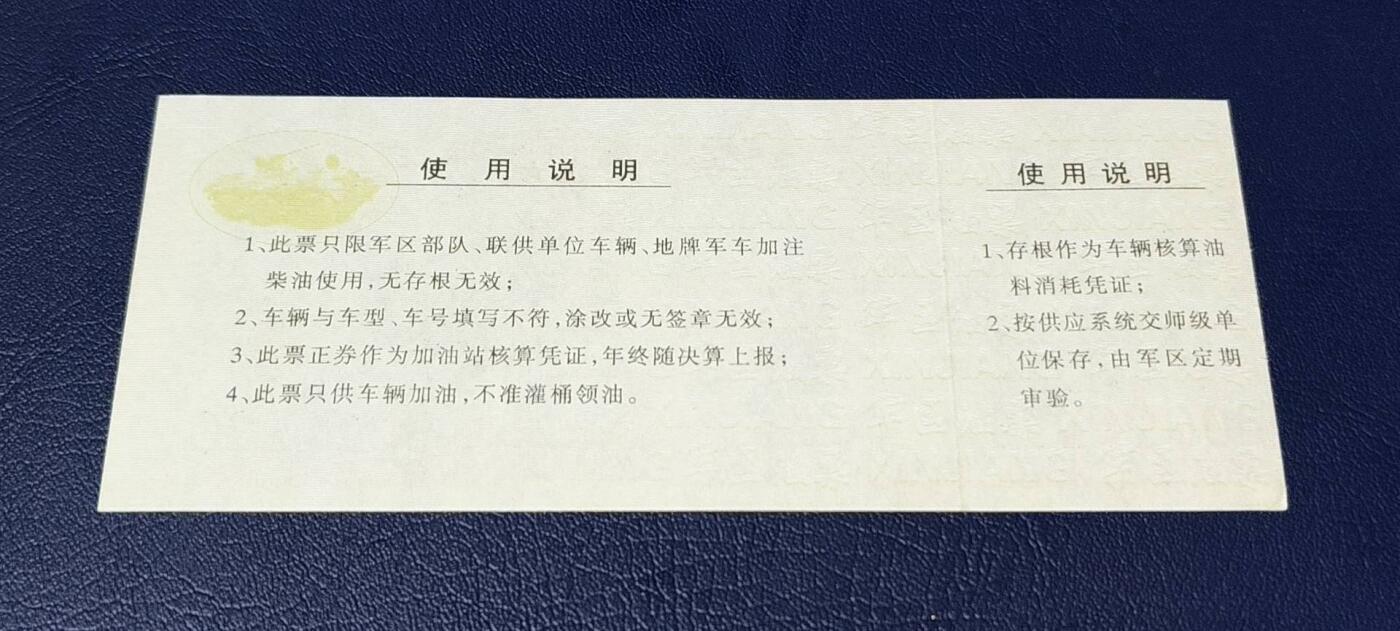 使用说明
1、此票只限军区部队、联供单位车辆、地牌军车加注
柴油使用，无存根无效；
2、车辆与车型、车号填写不符，涂改或无签章无效；
3、此票正券作为加油站核算凭证，年终随决算上报；
4、此票只供车辆加油，不准灌桶领油。
使用说明
1、存根作为车辆核算油
料消耗凭证；
2、按供应系统交师级单
位保存，由军区定期
审验。